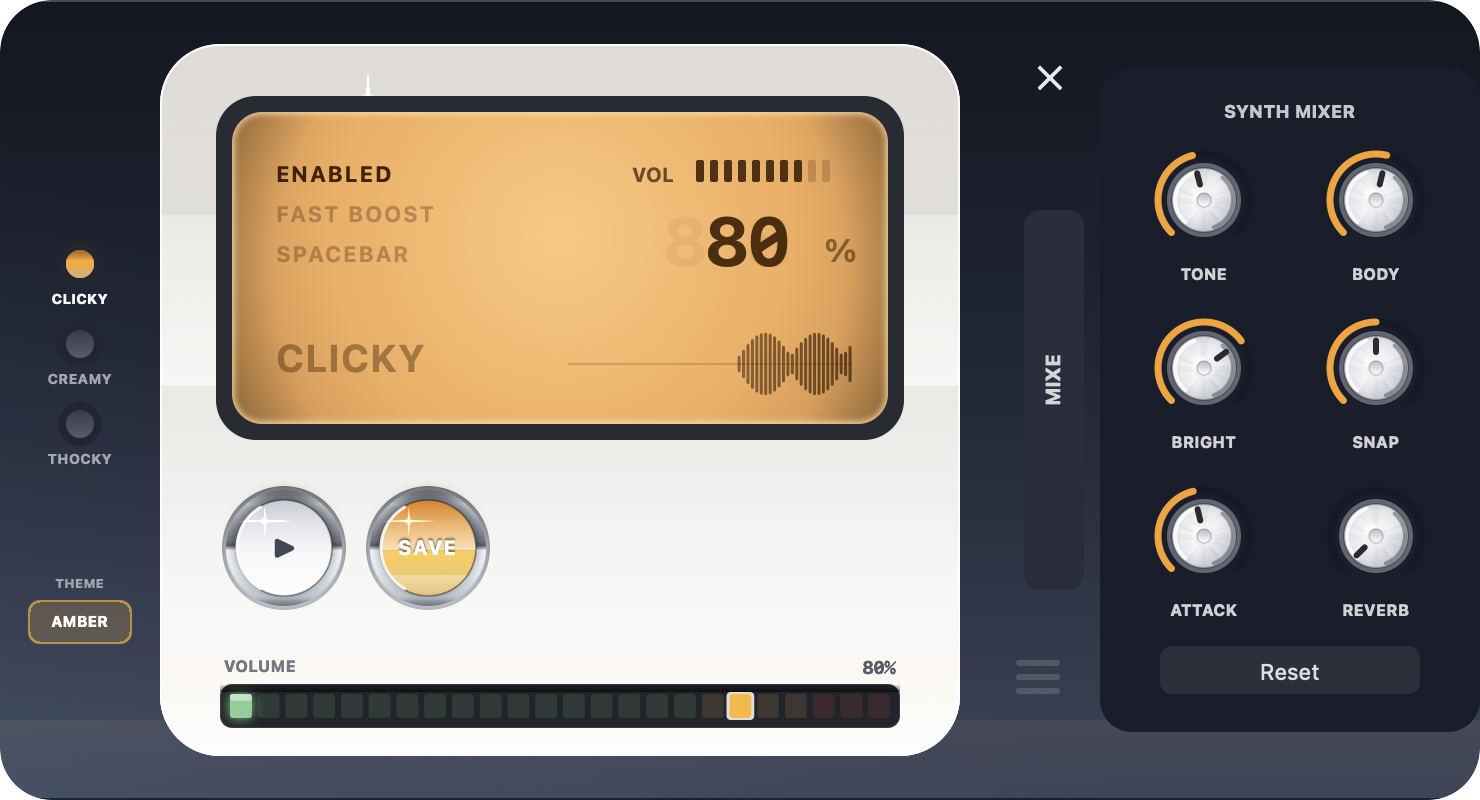 ENABLED
FAST BOOST
SPACEBAR
VOL
80 %
CLICKY
CLICKY
CREAMY
THOCKY
THEME
AMBER
SAVE
VOLUME
80%
MIXE
SYNTH MIXER
TONE
BODY
BRIGHT
SNAP
ATTACK
REVERB
Reset